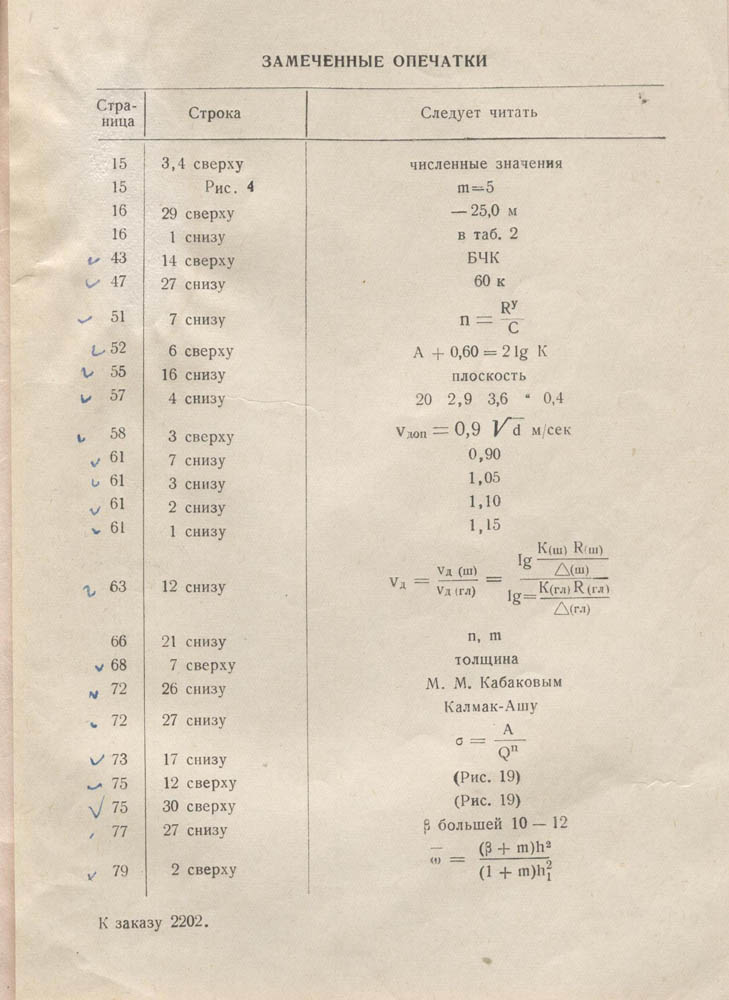 ЗАМЕЧЕННЫЕ ОПЕЧАТКИ
Стра-ница Строка Следует читать
15 3,4 сверху численные значения
15 Рис. 4 m=5
16 29 сверху — 25,0 м
16 1 снизу в таб. 2
43 14 сверху БЧК
47 27 снизу 60 к
51 7 снизу n = R^у / C
52 6 сверху А + 0,60 = 2 lg К
55 16 снизу плоскость
57 4 снизу 20 2,9 3,6 " 0,4
58 3 сверху vдоп = 0,9 √d м/сек
61 7 снизу 0,90
61 3 снизу 1,05
61 2 снизу 1,10
61 1 снизу 1,15
63 12 снизу vд = vд (ш) / vд (гл) = lg К(ш) R(ш) / △(ш) / lg= К(гл) R (гл) / △(гл)
66 21 снизу n, m
68 7 сверху толщина
72 26 снизу М. М. Кабаковым
72 27 снизу Калмак-Ашу
73 17 снизу σ = A / Qⁿ
75 12 сверху (Рис. 19)
75 30 сверху (Рис. 19)
77 27 снизу β большей 10 — 12
79 2 сверху ω̅ = (β + m)h² / (1 + m)h₁²
К заказу 2202.